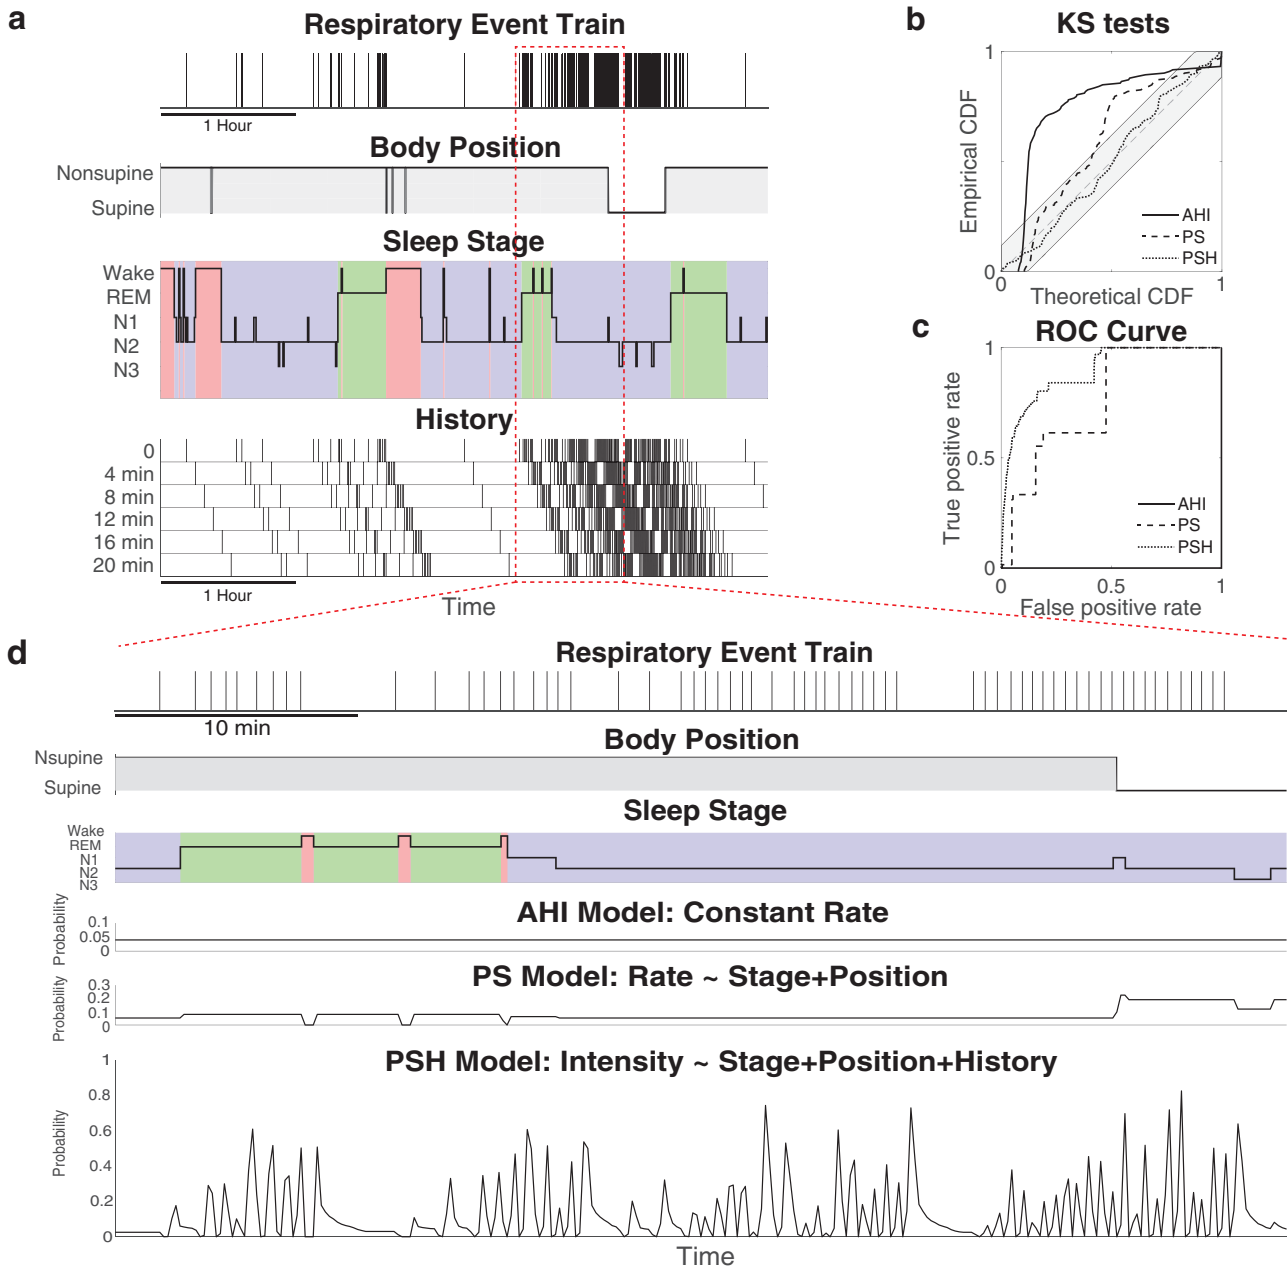 a
Respiratory Event Train
1 Hour
Body Position
Nonsupine
Supine
Sleep Stage
Wake
REM
N1
N2
N3
History
0
4 min
8 min
12 min
16 min
20 min
1 Hour
Time
b
KS tests
1
Empirical CDF
AHI
PS
PSH
0
0
1
Theoretical CDF
c
ROC Curve
1
True positive rate
0.5
AHI
PS
PSH
0
0
0.5
1
False positive rate
d
Respiratory Event Train
10 min
Body Position
Nsupine
Supine
Sleep Stage
Wake
REM
N1
N2
N3
AHI Model: Constant Rate
Probability
0.1
0.05
0
PS Model: Rate ~ Stage+Position
Probability
0.3
0.2
0.1
0
PSH Model: Intensity ~ Stage+Position+History
Probability
1
0.8
0.6
0.4
0.2
0
Time